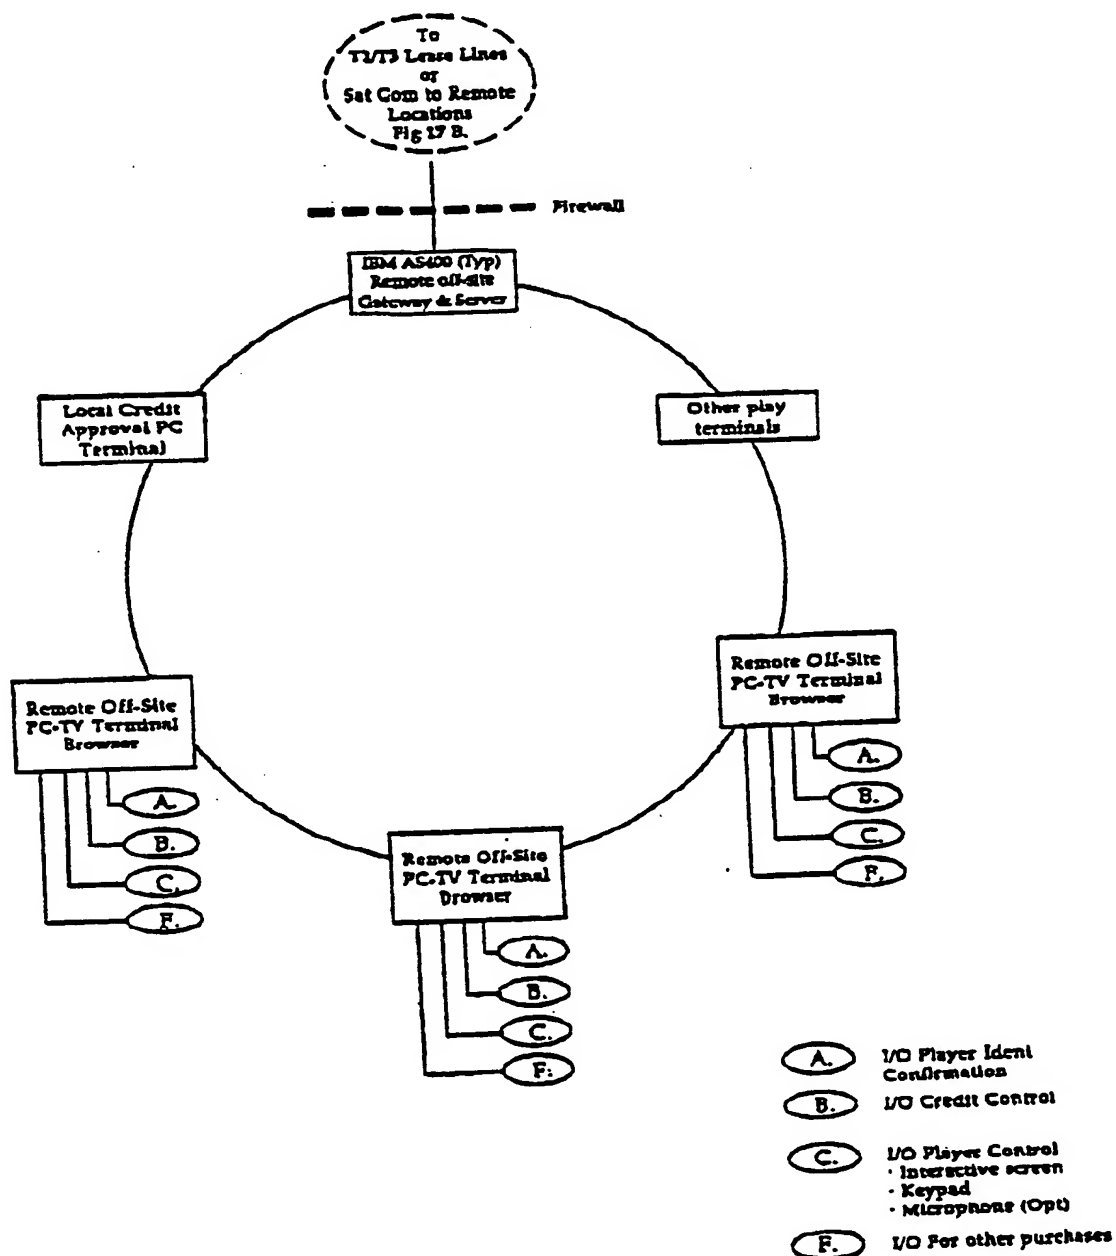 To
T1/T3 Lease Lines
or
Sat Com to Remote
Locations
Fig 17 B.
Firewall
IBM AS400 (Typ)
Remote off-site
Gateway & Server
Local Credit
Approval PC
Terminal
Other play
terminals
Remote Off-Site
PC-TV Terminal
Browser
A.
B.
C.
F.
Remote Off-Site
PC-TV Terminal
Browser
A.
B.
C.
F.
Remote Off-Site
PC-TV Terminal
Browser
A.
B.
C.
F.
A. I/O Player Ident
Confirmation
B. I/O Credit Control
C. I/O Player Control
· Interactive screen
· Keypad
· Microphone (Opt)
F. I/O For other purchases